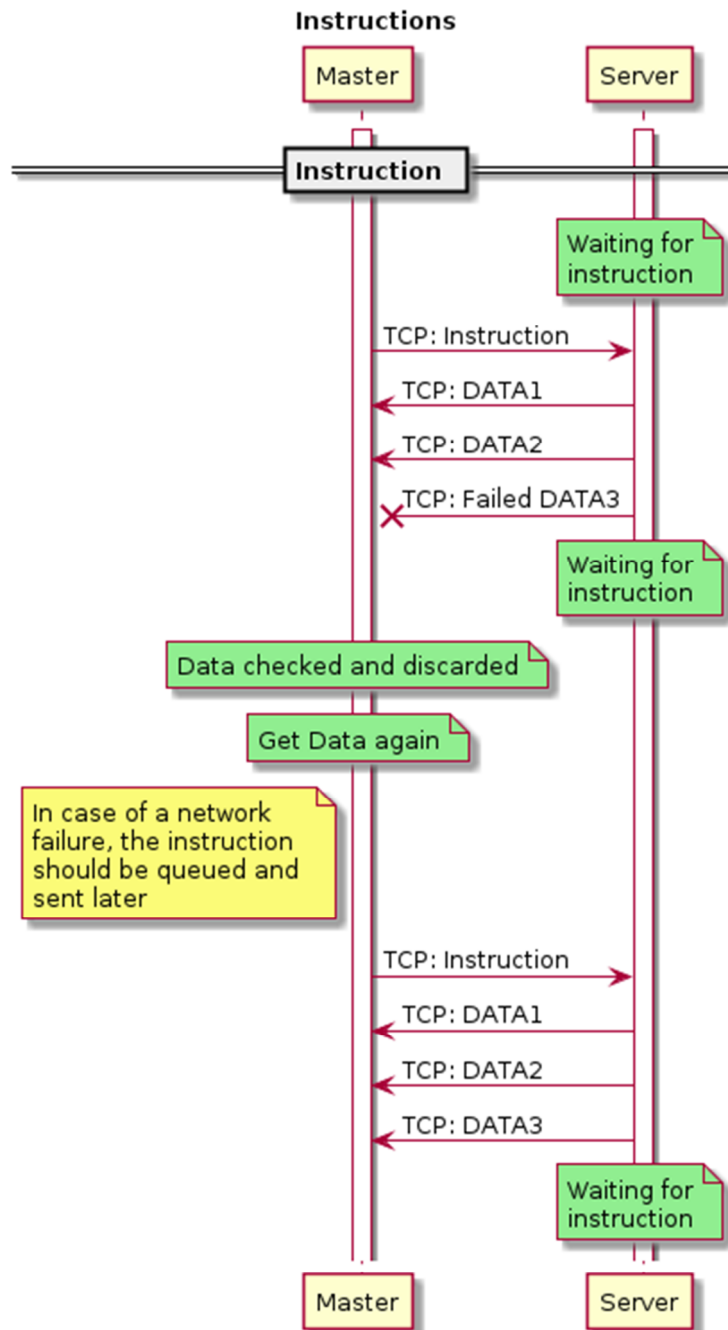 Instructions
Master
Server
Instruction
Waiting for
instruction
TCP: Instruction
TCP: DATA1
TCP: DATA2
TCP: Failed DATA3
Waiting for
instruction
Data checked and discarded
Get Data again
In case of a network
failure, the instruction
should be queued and
sent later
TCP: Instruction
TCP: DATA1
TCP: DATA2
TCP: DATA3
Waiting for
instruction
Master
Server